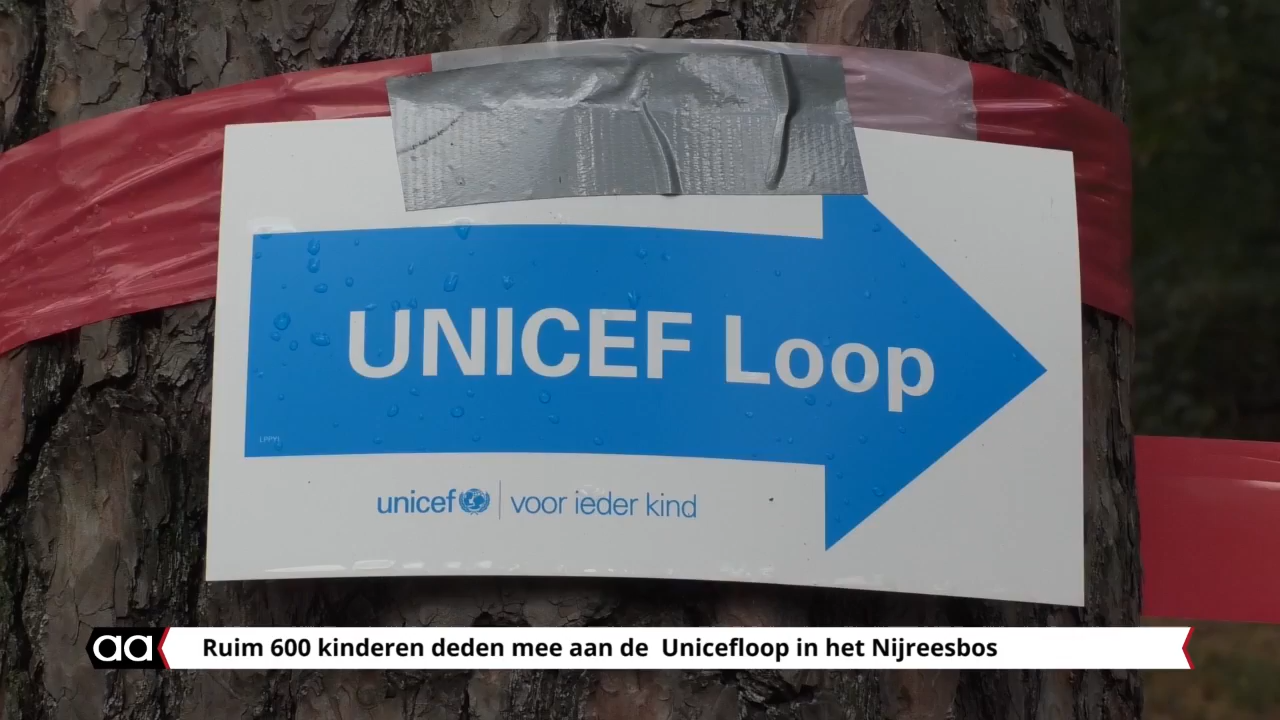 UNICEF Loop
unicef voor ieder kind
aa Ruim 600 kinderen deden mee aan de Unicefloop in het Nijreesbos